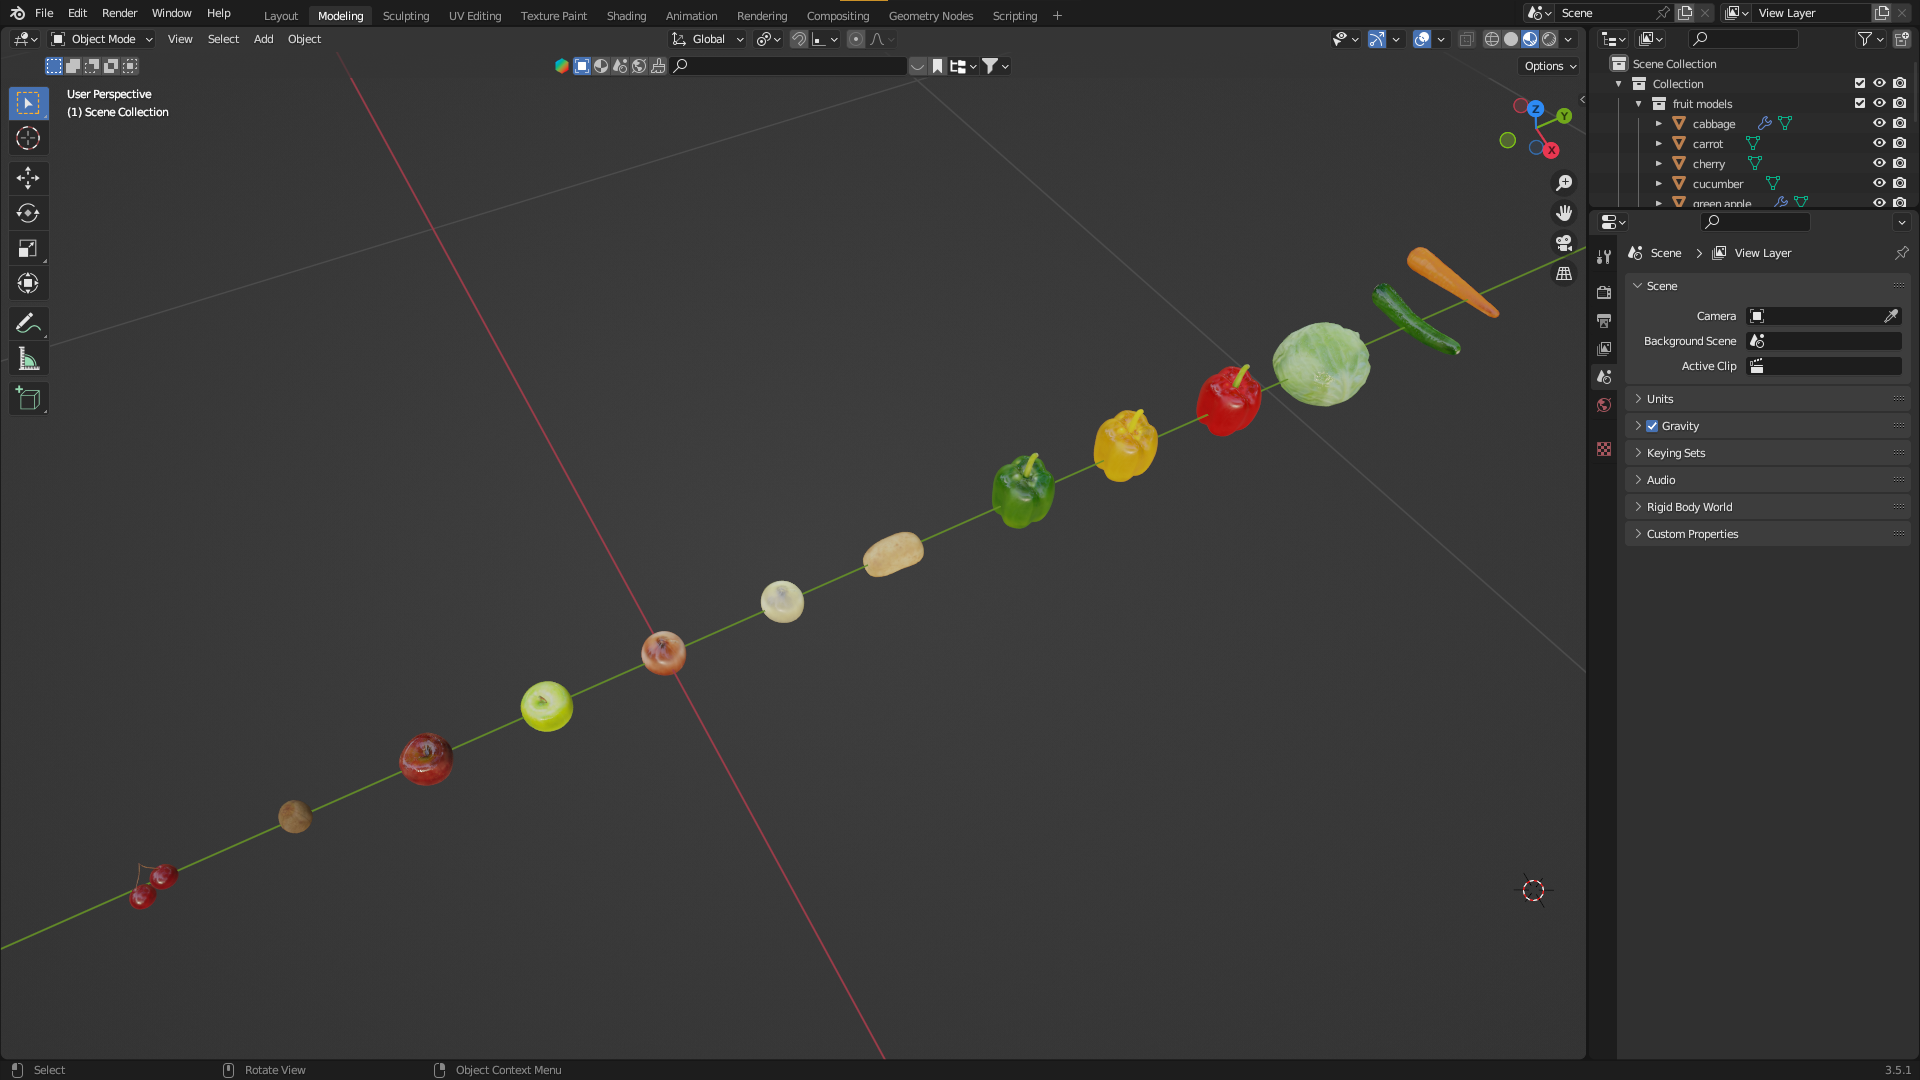 File Edit Render Window Help
Layout Modeling Sculpting UV Editing Texture Paint Shading Animation Rendering Compositing Geometry Nodes Scripting +
Scene
View Layer
Object Mode
View Select Add Object
Global
Options
User Perspective
(1) Scene Collection
Z
Y
X
Scene Collection
Collection
fruit models
cabbage
carrot
cherry
cucumber
green apple
Scene > View Layer
Scene
Camera
Background Scene
Active Clip
Units
Gravity
Keying Sets
Audio
Rigid Body World
Custom Properties
Select
Rotate View
Object Context Menu
3.5.1